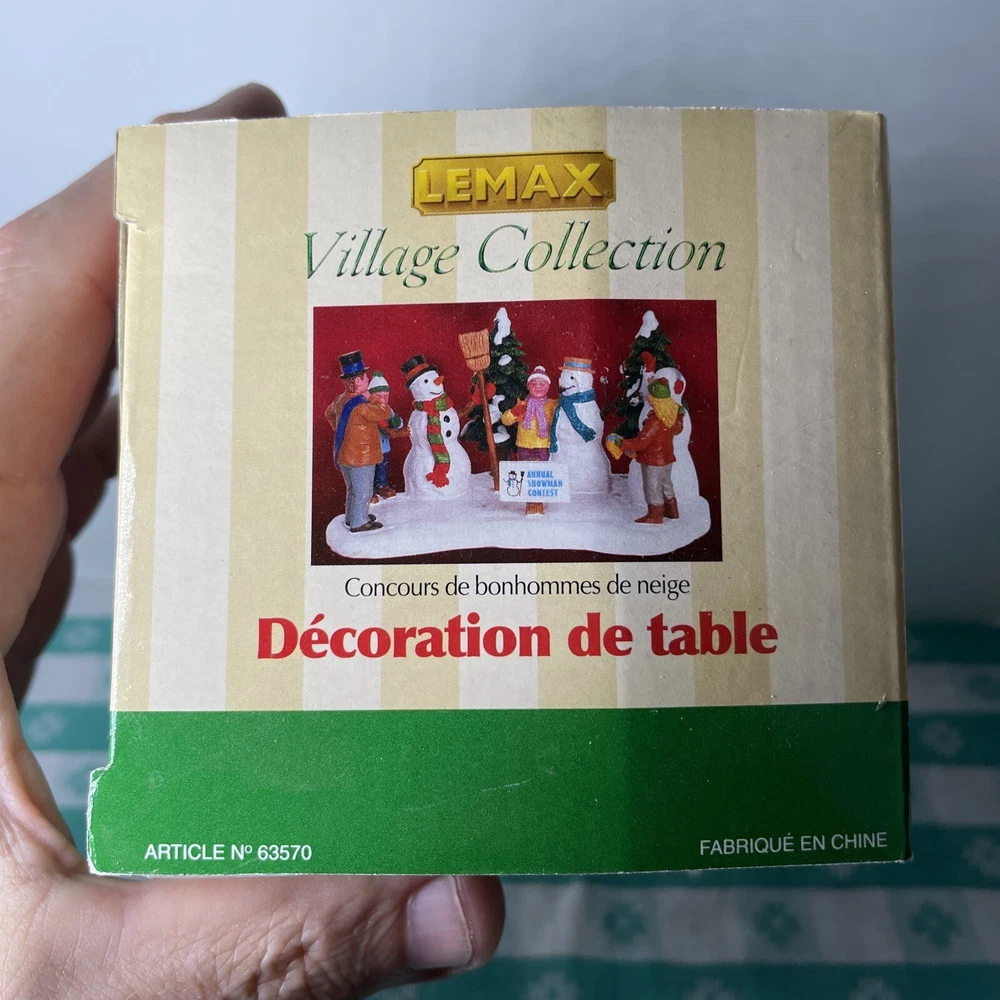 LEMAX
Village Collection
ANNUAL
SNOWMAN
CONTEST
Concours de bonhommes de neige
Décoration de table
ARTICLE Nº 63570
FABRIQUÉ EN CHINE